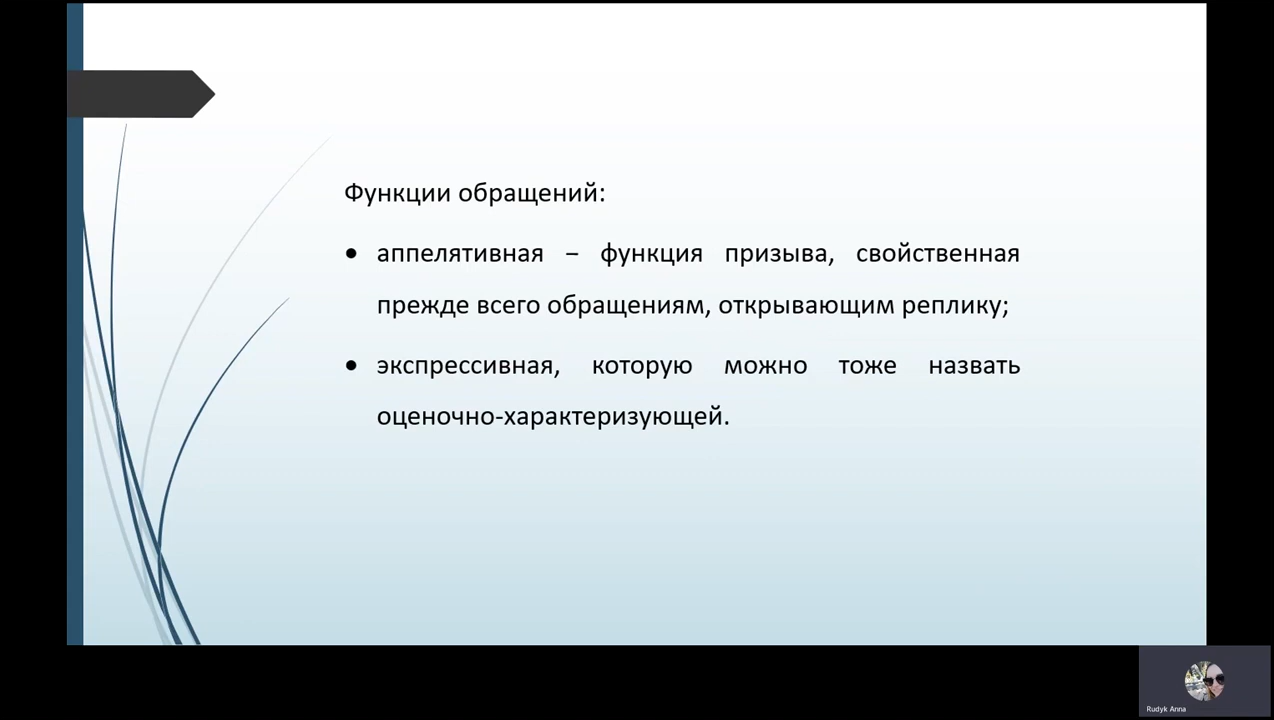 Функции обращений:
• аппелятивная – функция призыва, свойственная
прежде всего обращениям, открывающим реплику;
• экспрессивная, которую можно тоже назвать
оценочно-характеризующей.
Rudyk Anna